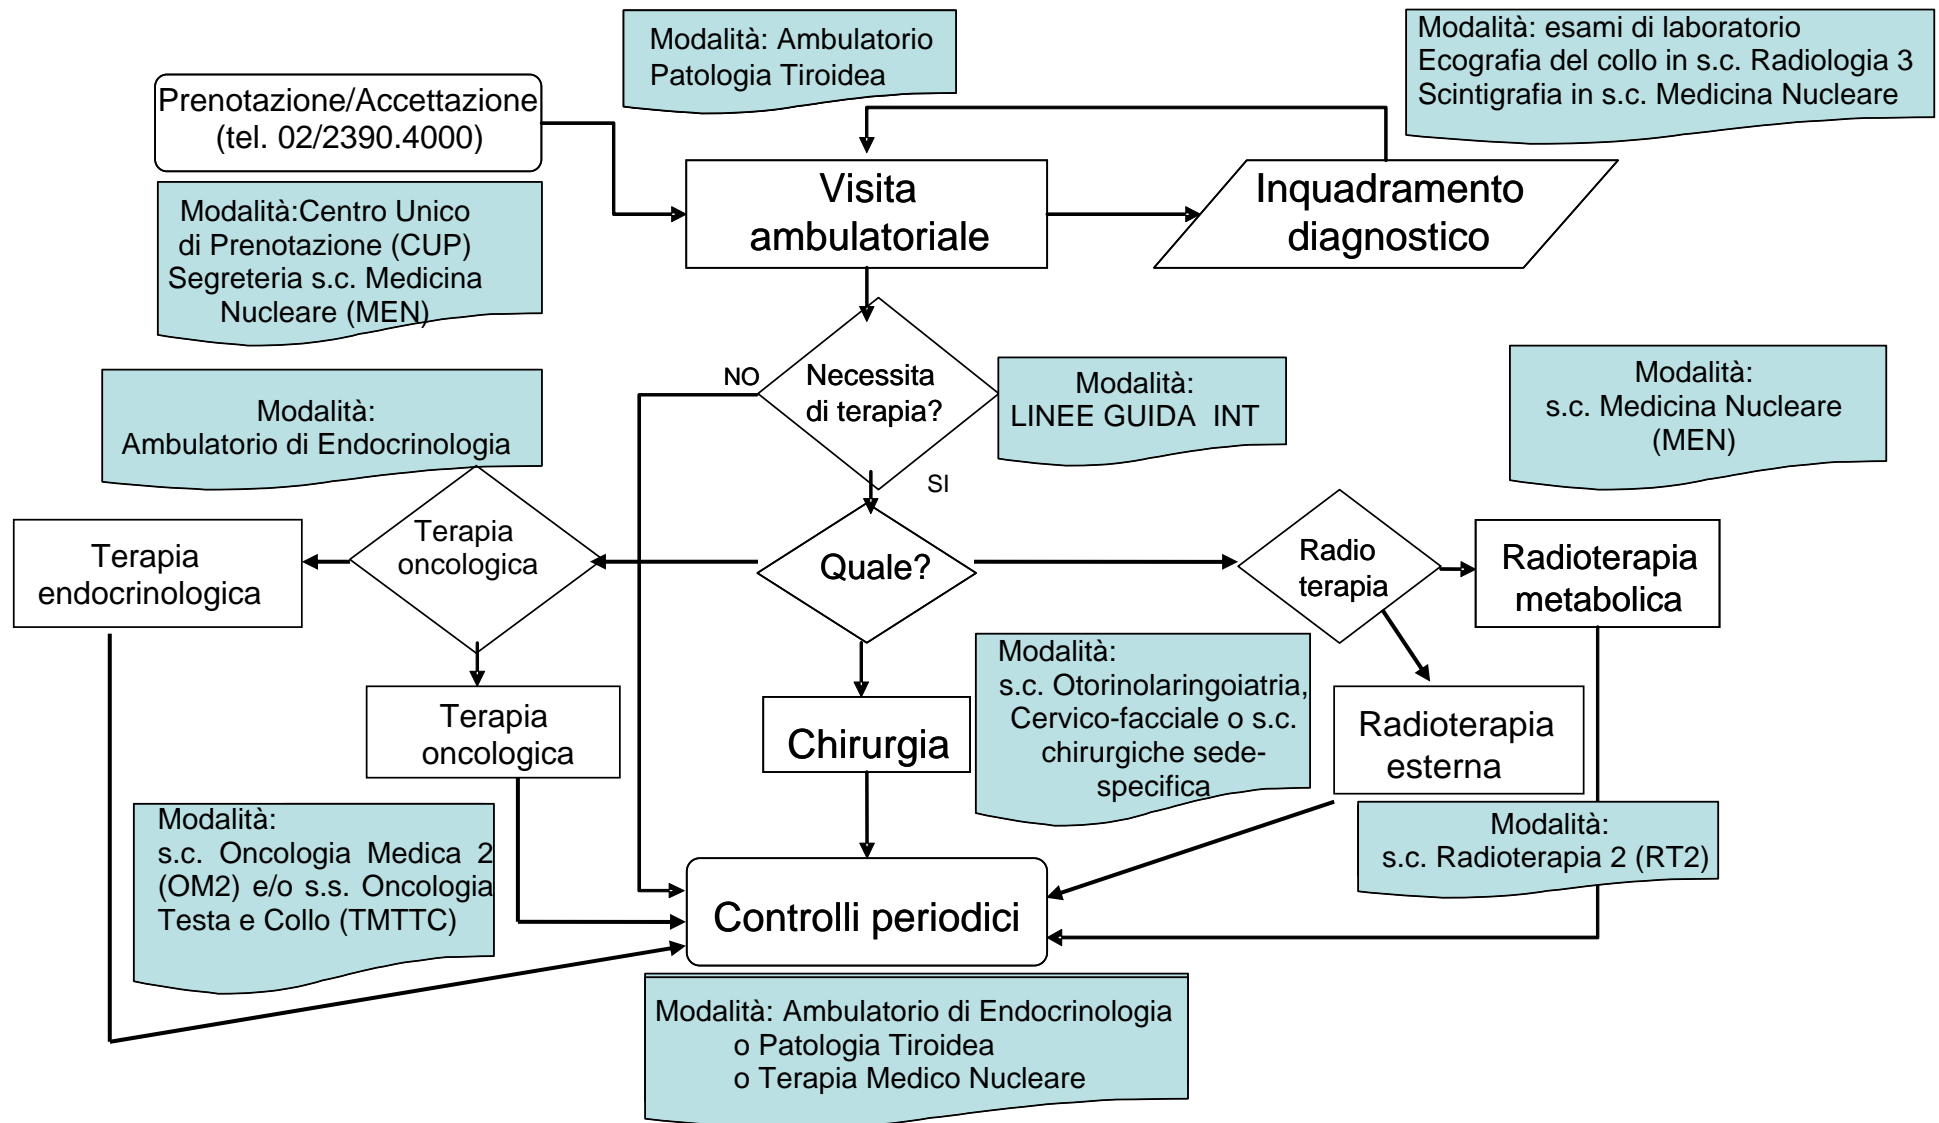 Modalità: Ambulatorio
Patologia Tiroidea
Modalità: esami di laboratorio
Ecografia del collo in s.c. Radiologia 3
Scintigrafia in s.c. Medicina Nucleare
Prenotazione/Accettazione
(tel. 02/2390.4000)
Modalità:Centro Unico
di Prenotazione (CUP)
Segreteria s.c. Medicina
Nucleare (MEN)
Visita
ambulatoriale
Inquadramento
diagnostico
NO
Necessita
di terapia?
SI
Modalità:
LINEE GUIDA INT
Modalità:
s.c. Medicina Nucleare
(MEN)
Modalità:
Ambulatorio di Endocrinologia
Terapia
endocrinologica
Terapia
oncologica
Quale?
Radio
terapia
Radioterapia
metabolica
Terapia
oncologica
Chirurgia
Modalità:
s.c. Otorinolaringoiatria,
Cervico-facciale o s.c.
chirurgiche sede-
specifica
Radioterapia
esterna
Modalità:
s.c. Oncologia Medica 2
(OM2) e/o s.s. Oncologia
Testa e Collo (TMTTC)
Modalità:
s.c. Radioterapia 2 (RT2)
Controlli periodici
Modalità: Ambulatorio di Endocrinologia
o Patologia Tiroidea
o Terapia Medico Nucleare